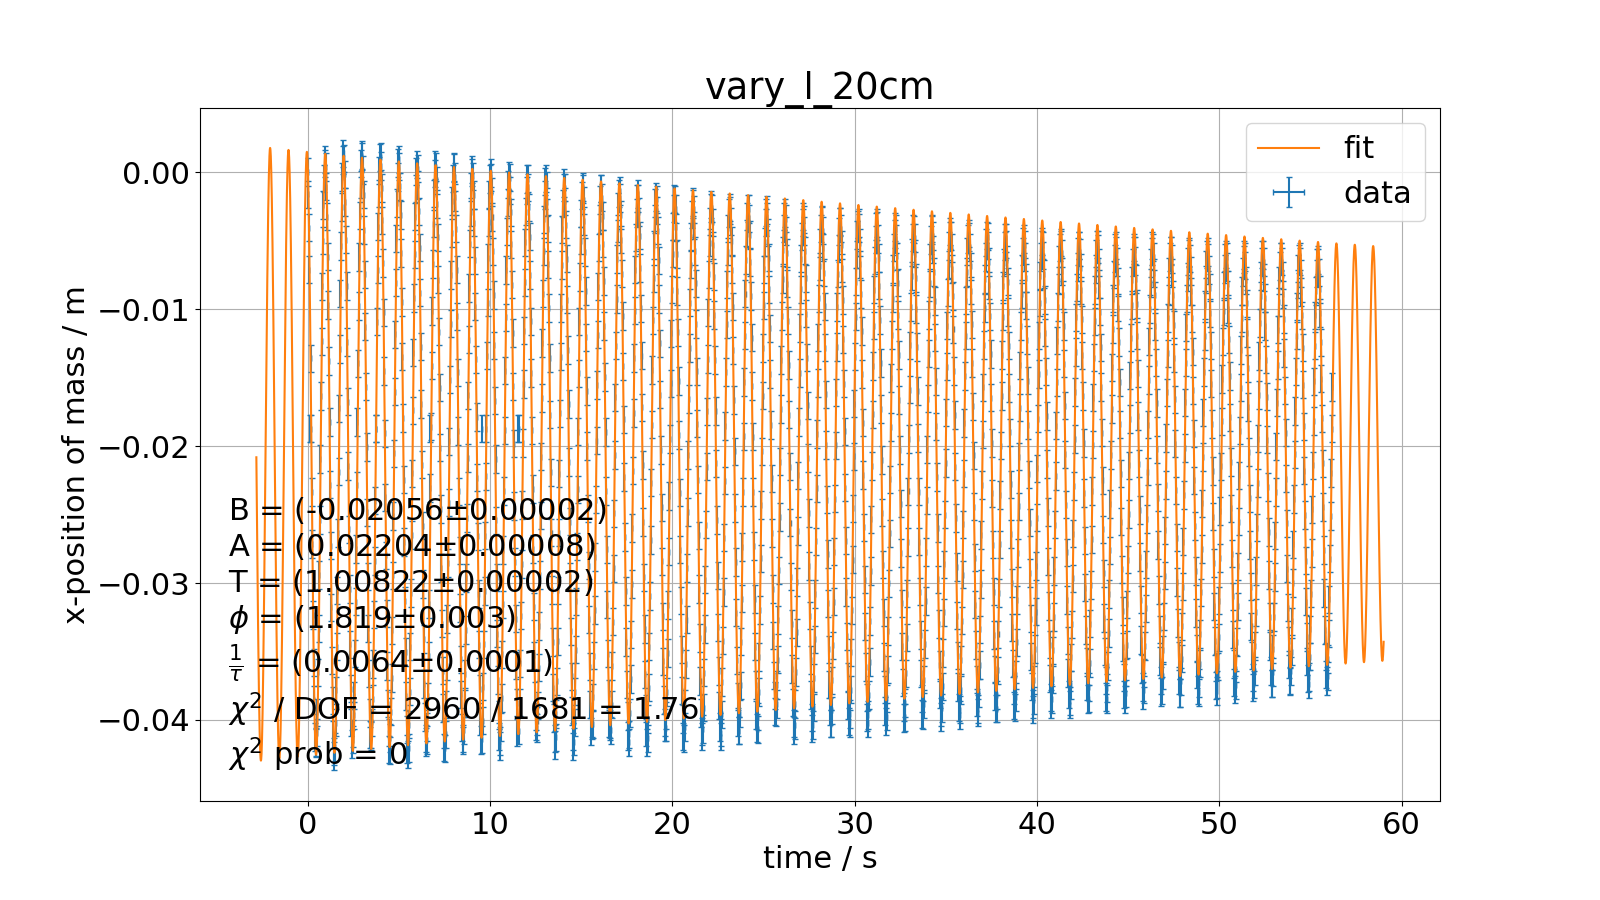 vary_l_20cm
fit
data
0.00
−0.01
−0.02
−0.03
−0.04
x-position of mass / m
B = (-0.02056±0.00002)
A = (0.02204±0.00008)
T = (1.00822±0.00002)
ϕ = (1.819±0.003)
1/τ = (0.0064±0.0001)
χ² / DOF = 2960 / 1681 = 1.76
χ² prob = 0
0 10 20 30 40 50 60
time / s